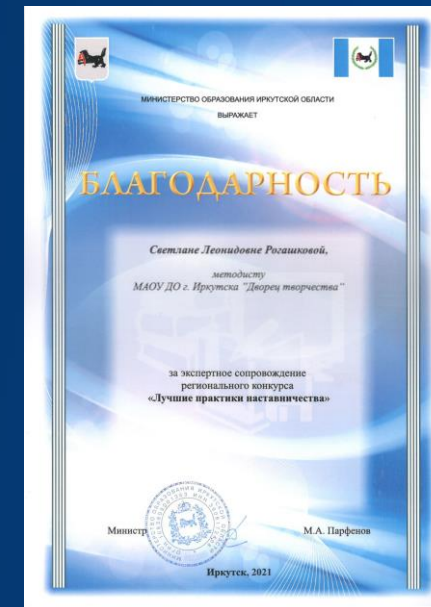 МИНИСТЕРСТВО ОБРАЗОВАНИЯ ИРКУТСКОЙ ОБЛАСТИ
ВЫРАЖАЕТ
БЛАГОДАРНОСТЬ
Светлане Леонидовне Рогашковой,
методисту
МАОУ ДО г. Иркутска "Дворец творчества"
за экспертное сопровождение
регионального конкурса
«Лучшие практики наставничества»
Министр М.А. Парфенов
Иркутск, 2021